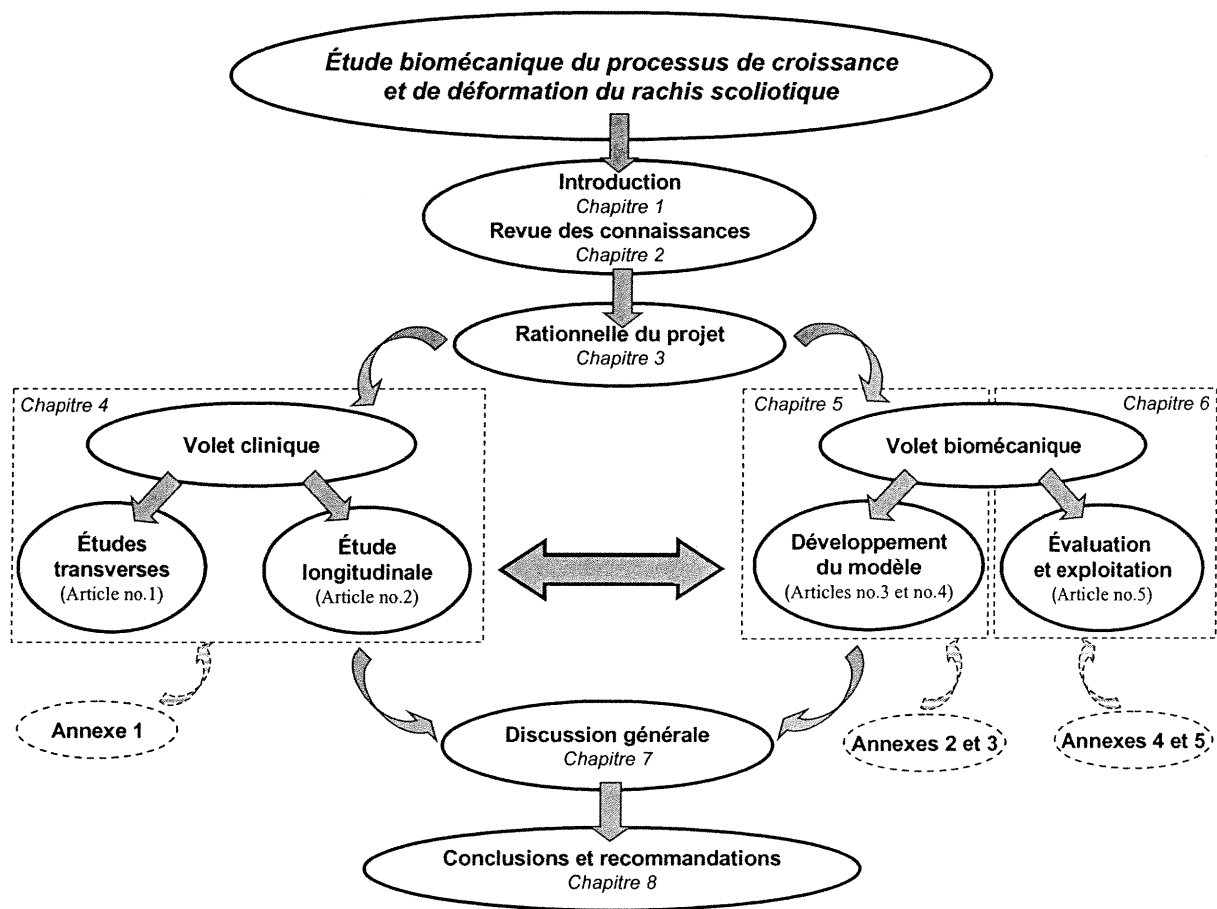 Étude biomécanique du processus de croissance
et de déformation du rachis scoliotique
Introduction
Chapitre 1
Revue des connaissances
Chapitre 2
Rationnelle du projet
Chapitre 3
Chapitre 4
Volet clinique
Études
transverses
(Article no.1)
Étude
longitudinale
(Article no.2)
Chapitre 5
Chapitre 6
Volet biomécanique
Développement
du modèle
(Articles no.3 et no.4)
Évaluation
et exploitation
(Article no.5)
Annexe 1
Annexes 2 et 3
Annexes 4 et 5
Discussion générale
Chapitre 7
Conclusions et recommandations
Chapitre 8